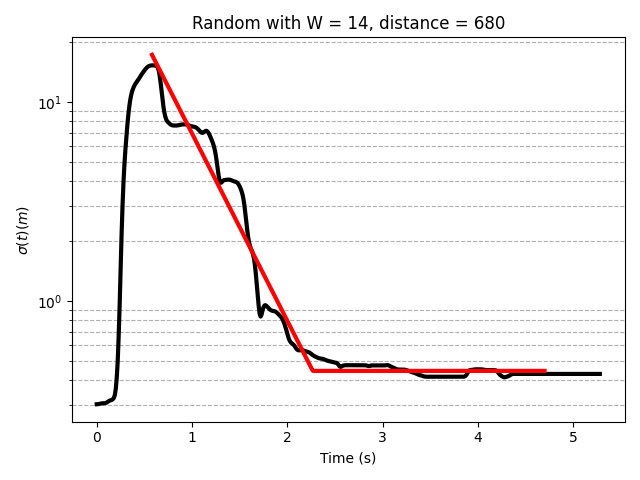 Random with W = 14, distance = 680
10¹
10⁰
σ(t)(m)
0 1 2 3 4 5
Time (s)